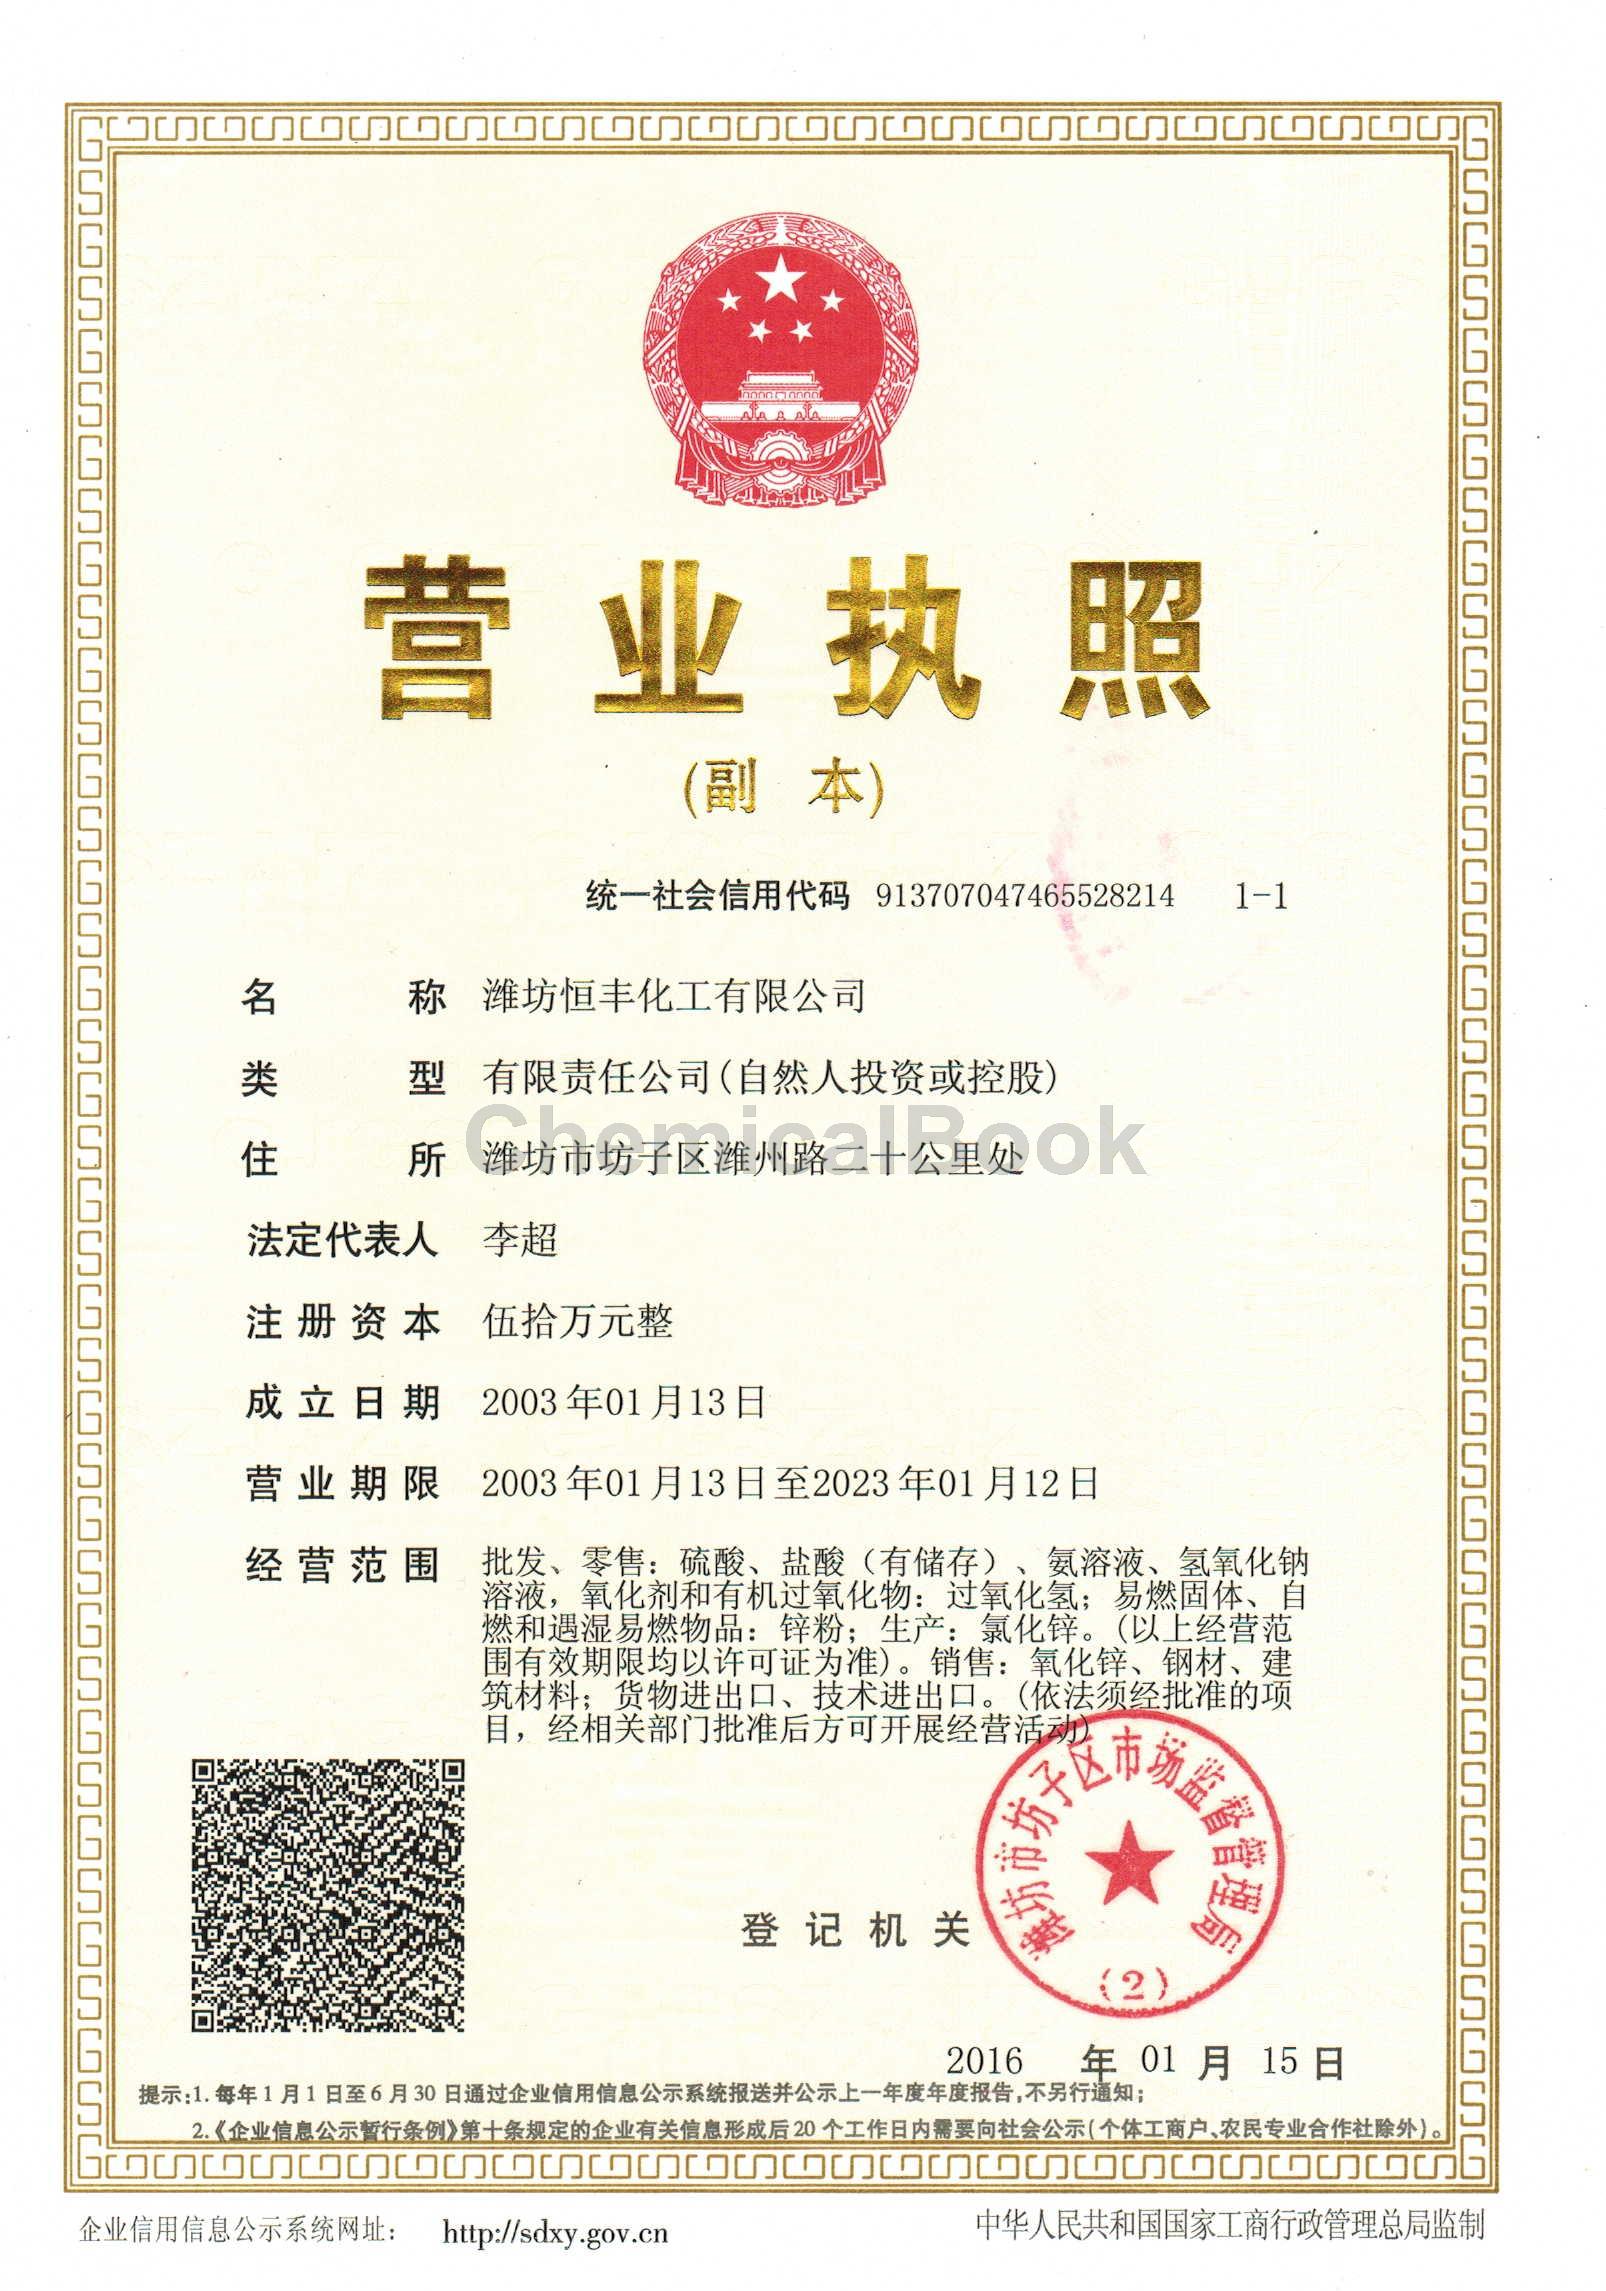 营业执照
(副 本)
统一社会信用代码 913707047465528214 1-1
名 称 潍坊恒丰化工有限公司
类 型 有限责任公司(自然人投资或控股)
ChemicalBook
住 所 潍坊市坊子区潍州路二十公里处
法定代表人 李超
注册资本 伍拾万元整
成立日期 2003年01月13日
营业期限 2003年01月13日至2023年01月12日
经营范围 批发、零售：硫酸、盐酸（有储存）、氨溶液、氢氧化钠
溶液，氧化剂和有机过氧化物：过氧化氢；易燃固体、自
燃和遇湿易燃物品：锌粉；生产：氯化锌。(以上经营范
围有效期限均以许可证为准)。销售：氧化锌、钢材、建
筑材料；货物进出口、技术进出口。(依法须经批准的项
目，经相关部门批准后方可开展经营活动)
潍坊市坊子区市场监督管理局
(2)
登记机关
2016 年 01 月 15 日
提示:1.每年1月1日至6月30日通过企业信用信息公示系统报送并公示上一年度年度报告,不另行通知;
2.《企业信息公示暂行条例》第十条规定的企业有关信息形成后20个工作日内需要向社会公示(个体工商户、农民专业合作社除外)。
企业信用信息公示系统网址： http://sdxy.gov.cn
中华人民共和国国家工商行政管理总局监制